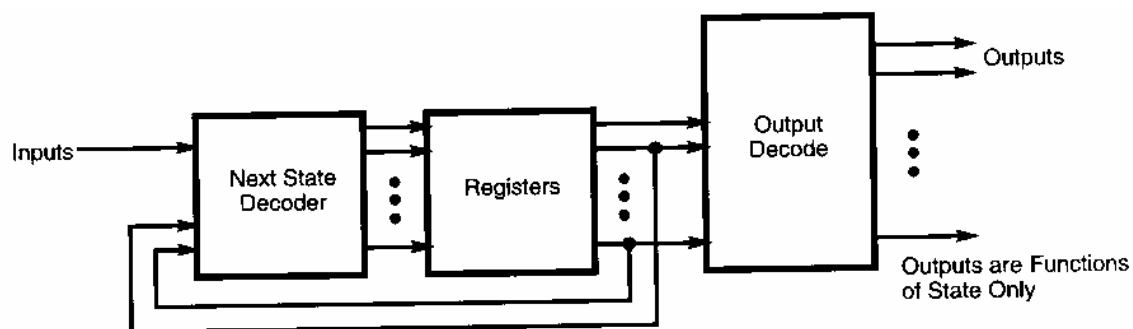 Inputs
Next State
Decoder
Registers
Output
Decode
Outputs
Outputs are Functions
of State Only